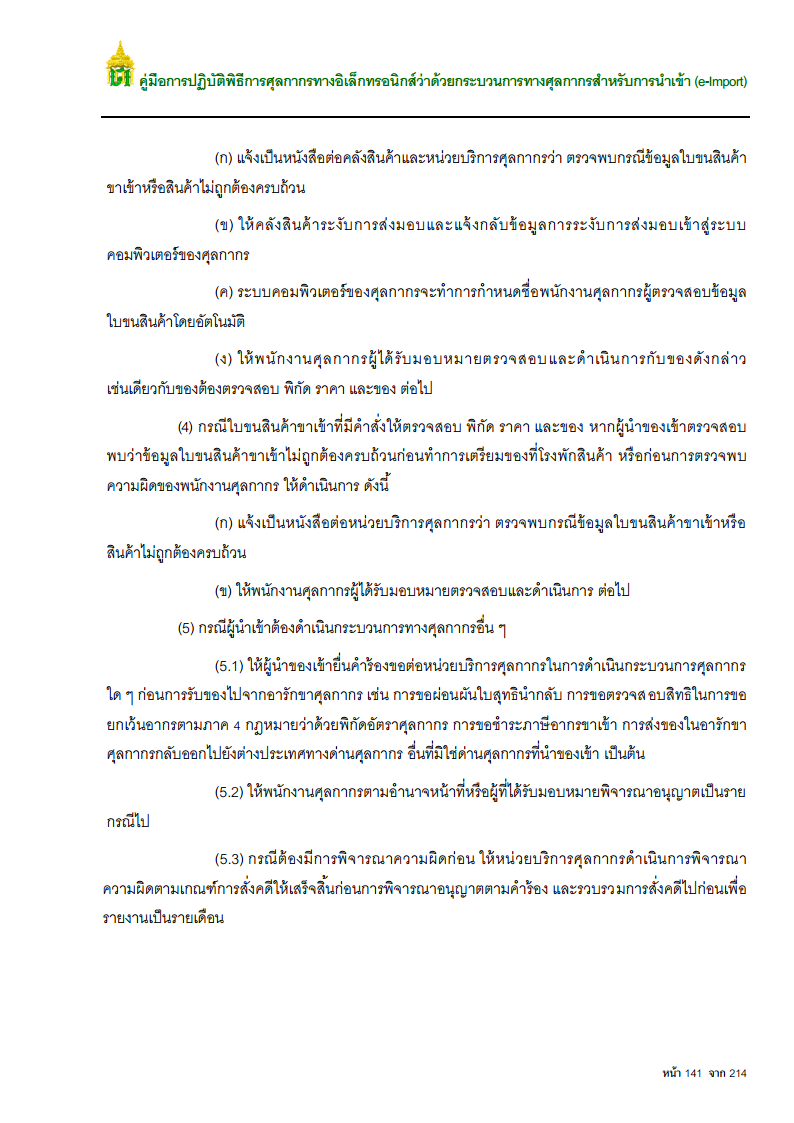 คู่มือการปฏิบัติพิธีการศุลกากรทางอิเล็กทรอนิกส์ว่าด้วยกระบวนการทางศุลกากรสำหรับการนำเข้า (e-Import)
(ก) แจ้งเป็นหนังสือต่อคลังสินค้าและหน่วยบริการศุลกากรว่า ตรวจพบกรณีข้อมูลใบขนสินค้า
ขาเข้าหรือสินค้าไม่ถูกต้องครบถ้วน
(ข) ให้คลังสินค้าระงับการส่งมอบและแจ้งกลับข้อมูลการระงับการส่งมอบเข้าสู่ระบบ
คอมพิวเตอร์ของศุลกากร
(ค) ระบบคอมพิวเตอร์ของศุลกากรจะทำการกำหนดชื่อพนักงานศุลกากรผู้ตรวจสอบข้อมูล
ใบขนสินค้าโดยอัตโนมัติ
(ง) ให้พนักงานศุลกากรผู้ได้รับมอบหมายตรวจสอบและดำเนินการกับของดังกล่าว
เช่นเดียวกับของต้องตรวจสอบ พิกัด ราคา และของ ต่อไป
(4) กรณีใบขนสินค้าขาเข้าที่มีคำสั่งให้ตรวจสอบ พิกัด ราคา และของ หากผู้นำของเข้าตรวจสอบ
พบว่าข้อมูลใบขนสินค้าขาเข้าไม่ถูกต้องครบถ้วนก่อนทำการเตรียมของที่โรงพักสินค้า หรือก่อนการตรวจพบ
ความผิดของพนักงานศุลกากร ให้ดำเนินการ ดังนี้
(ก) แจ้งเป็นหนังสือต่อหน่วยบริการศุลกากรว่า ตรวจพบกรณีข้อมูลใบขนสินค้าขาเข้าหรือ
สินค้าไม่ถูกต้องครบถ้วน
(ข) ให้พนักงานศุลกากรผู้ได้รับมอบหมายตรวจสอบและดำเนินการ ต่อไป
(5) กรณีผู้นำเข้าต้องดำเนินกระบวนการทางศุลกากรอื่น ๆ
(5.1) ให้ผู้นำของเข้ายื่นคำร้องขอต่อหน่วยบริการศุลกากรในการดำเนินกระบวนการศุลกากร
ใด ๆ ก่อนการรับของไปจากอารักขาศุลกากร เช่น การขอผ่อนผันใบสุทธินำกลับ การขอตรวจสอบสิทธิในการขอ
ยกเว้นอากรตามภาค 4 กฎหมายว่าด้วยพิกัดอัตราศุลกากร การขอชำระภาษีอากรขาเข้า การส่งของในอารักขา
ศุลกากรกลับออกไปยังต่างประเทศทางด่านศุลกากร อื่นที่มิใช่ด่านศุลกากรที่นำของเข้า เป็นต้น
(5.2) ให้พนักงานศุลกากรตามอำนาจหน้าที่หรือผู้ที่ได้รับมอบหมายพิจารณาอนุญาตเป็นราย
กรณีไป
(5.3) กรณีต้องมีการพิจารณาความผิดก่อน ให้หน่วยบริการศุลกากรดำเนินการพิจารณา
ความผิดตามเกณฑ์การสั่งคดีให้เสร็จสิ้นก่อนการพิจารณาอนุญาตตามคำร้อง และรวบรวมการสั่งคดีไปก่อนเพื่อ
รายงานเป็นรายเดือน
หน้า 141 จาก 214